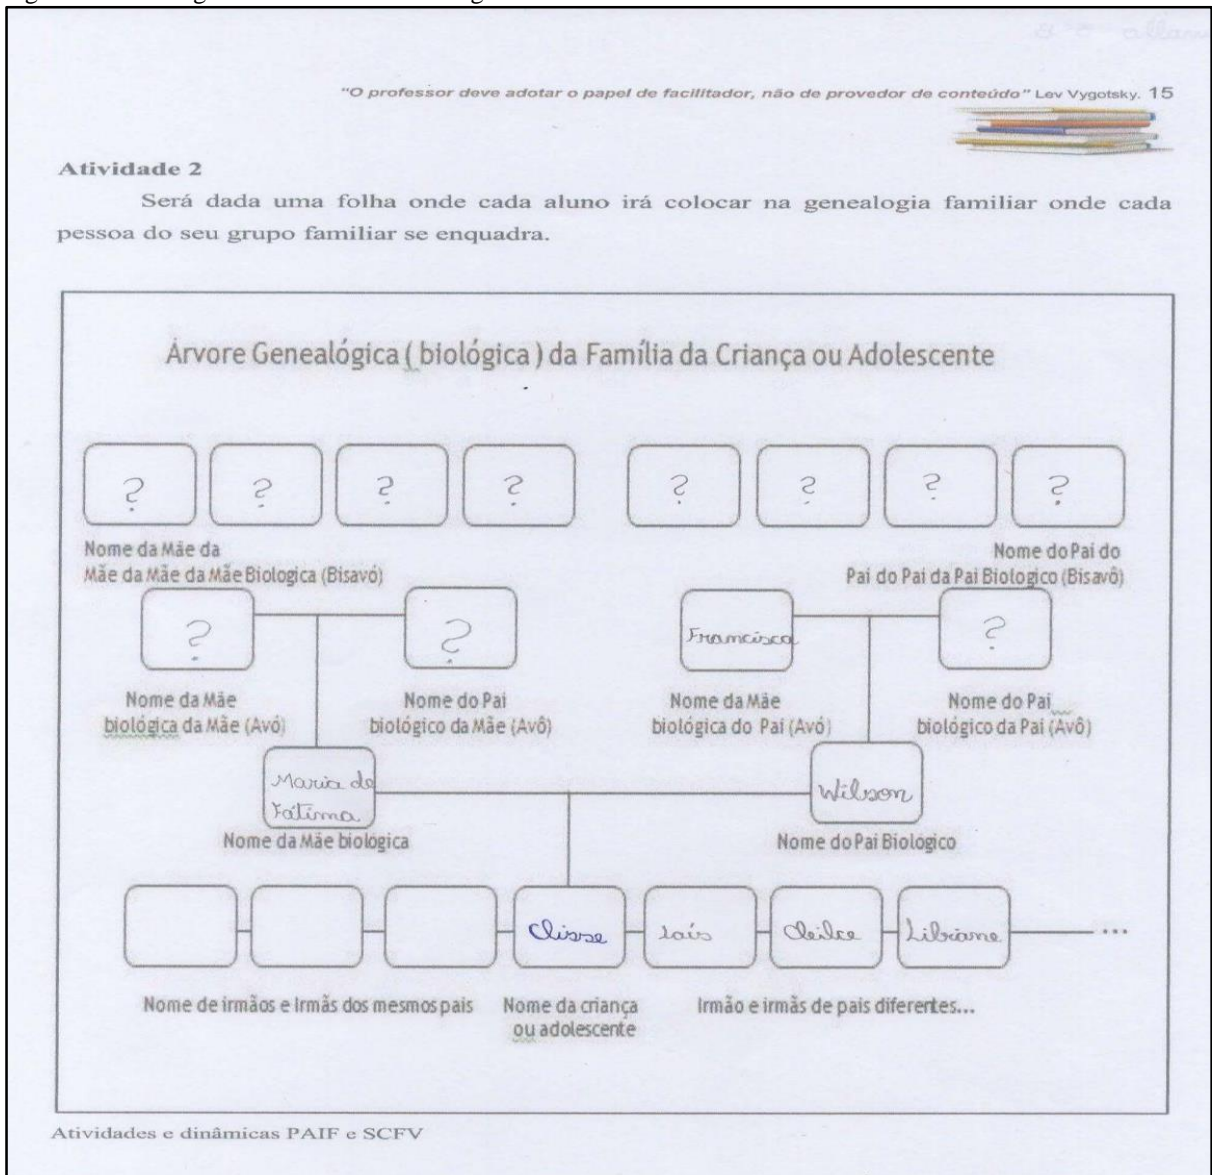 "O professor deve adotar o papel de facilitador, não de provedor de conteúdo" Lev Vygotsky. 15
Atividade 2
Será dada uma folha onde cada aluno irá colocar na genealogia familiar onde cada
pessoa do seu grupo familiar se enquadra.
Árvore Genealógica ( biológica ) da Família da Criança ou Adolescente
? ? ? ? ? ? ? ?
Nome da Mãe da
Mãe da Mãe da Mãe Biologica (Bisavó)
Nome do Pai do
Pai do Pai da Pai Biologico (Bisavô)
? ? Francisca ?
Nome da Mãe
biológica da Mãe (Avó)
Nome do Pai
biológico da Mãe (Avô)
Nome da Mãe
biológica do Pai (Avó)
Nome do Pai
biológico da Pai (Avô)
Maria de
Fátima
Wilson
Nome da Mãe biológica
Nome do Pai Biológico
Clisse Laís Cleilce Libiane ...
Nome de irmãos e Irmãs dos mesmos pais
Nome da criança
ou adolescente
Irmão e irmãs de pais diferentes...
Atividades e dinâmicas PAIF e SCFV